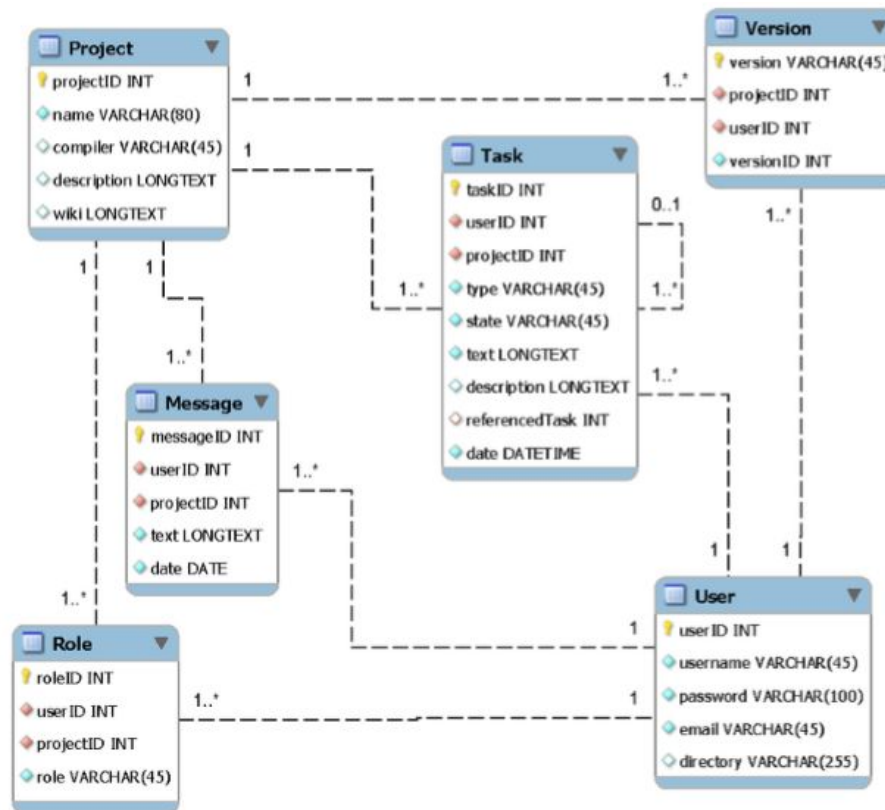 Project
projectID INT
name VARCHAR(80)
compiler VARCHAR(45)
description LONGTEXT
wiki LONGTEXT
Version
version VARCHAR(45)
projectID INT
userID INT
versionID INT
1
1..*
1
1..*
Task
taskID INT
userID INT
projectID INT
type VARCHAR(45)
state VARCHAR(45)
text LONGTEXT
description LONGTEXT
referencedTask INT
date DATETIME
0..1
1..*
1..*
1
1..*
1
1
1..*
1
1..*
Message
messageID INT
userID INT
projectID INT
text LONGTEXT
date DATE
1..*
1
Role
roleID INT
userID INT
projectID INT
role VARCHAR(45)
1..*
1
User
userID INT
username VARCHAR(45)
password VARCHAR(100)
email VARCHAR(45)
directory VARCHAR(255)